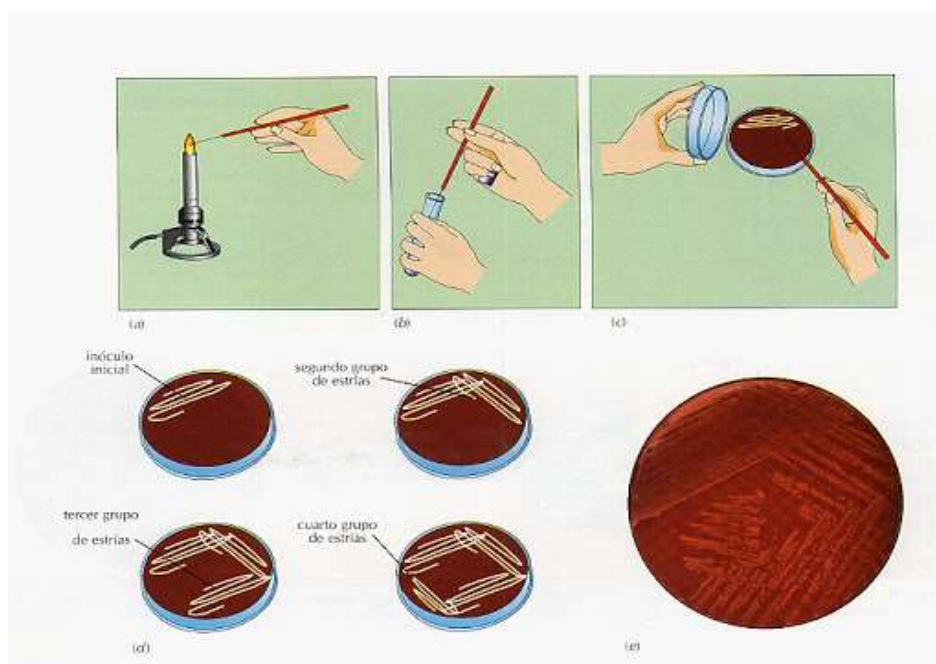 (a)
(b)
(c)
inóculo
inicial
segundo grupo
de estrías
tercer grupo
de estrías
cuarto grupo
de estrías
(d)
(e)